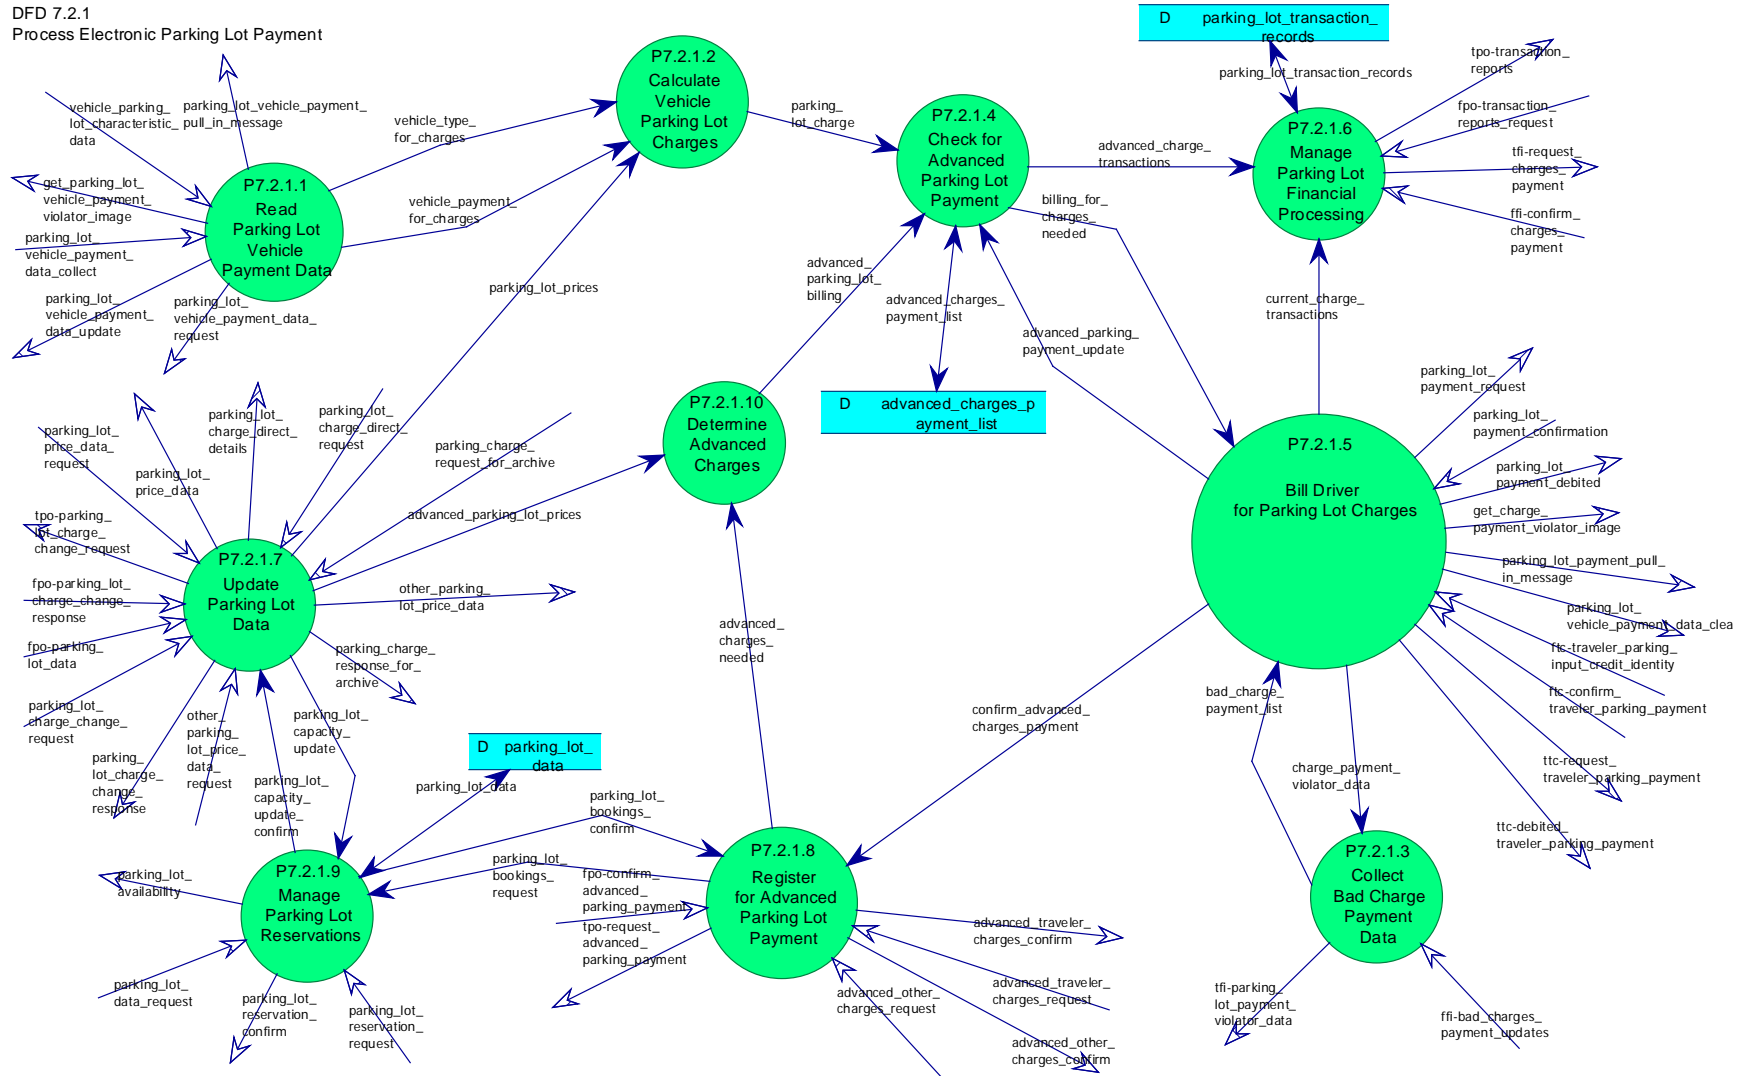 DFD 7.2.1
Process Electronic Parking Lot Payment
D parking_lot_transaction_
records
parking_lot_transaction_records
tpo-transaction_
reports
fpo-transaction_
reports_request
tfi-request_
charges_
payment
ffi-confirm_
charges_
payment
P7.2.1.6
Manage
Parking Lot
Financial
Processing
P7.2.1.2
Calculate
Vehicle
Parking Lot
Charges
parking_
lot_charge
P7.2.1.4
Check for
Advanced
Parking Lot
Payment
advanced_charge_
transactions
billing_for_
charges_
needed
vehicle_parking_
lot_characteristic_
data
parking_lot_vehicle_payment_
pull_in_message
vehicle_type_
for_charges
vehicle_payment_
for_charges
get_parking_lot_
vehicle_payment_
violator_image
parking_lot_
vehicle_payment_
data_collect
P7.2.1.1
Read
Parking Lot
Vehicle
Payment Data
parking_lot_
vehicle_payment_
data_update
parking_lot_
vehicle_payment_data_
request
parking_lot_prices
advanced_
parking_lot_
billing
advanced_charges_
payment_list
advanced_parking_
payment_update
current_charge_
transactions
D advanced_charges_p
ayment_list
P7.2.1.10
Determine
Advanced
Charges
parking_lot_
price_data_
request
parking_lot_
price_data
parking_lot_
charge_direct_
details
parking_lot_
charge_direct_
request
parking_charge_
request_for_archive
advanced_parking_lot_prices
tpo-parking_
lot_charge_
change_request
fpo-parking_lot_
charge_change_
response
fpo-parking_
lot_data
parking_lot_
charge_change_
request
P7.2.1.7
Update
Parking Lot
Data
other_parking_
lot_price_data
parking_charge_
response_for_
archive
parking_
lot_charge_
change_
response
other_
parking_
lot_price_
data_
request
parking_lot_
capacity_
update
parking_lot_
capacity_
update_
confirm
P7.2.1.5
Bill Driver
for Parking Lot Charges
parking_lot_
payment_request
parking_lot_
payment_confirmation
parking_lot_
payment_debited
get_charge_
payment_violator_image
parking_lot_payment_pull_
in_message
parking_lot_
vehicle_payment_data_clea
ftc-traveler_parking_
input_credit_identity
ftc-confirm_
traveler_parking_payment
ttc-request_
traveler_parking_payment
ttc-debited_
traveler_parking_payment
advanced_
charges_
needed
confirm_advanced_
charges_payment
bad_charge_
payment_list
charge_payment_
violator_data
D parking_lot_
data
parking_lot_data
parking_lot_
bookings_
confirm
parking_lot_
bookings_
request
P7.2.1.9
Manage
Parking Lot
Reservations
parking_lot_
availability
parking_lot_
data_request
parking_lot_
reservation_
confirm
parking_lot_
reservation_
request
fpo-confirm_
advanced_
parking_payment
tpo-request_
advanced_
parking_payment
P7.2.1.8
Register
for Advanced
Parking Lot
Payment
advanced_traveler_
charges_confirm
advanced_traveler_
charges_request
advanced_other_
charges_request
advanced_other_
charges_confirm
P7.2.1.3
Collect
Bad Charge
Payment
Data
tfi-parking_
lot_payment_
violator_data
ffi-bad_charges_
payment_updates